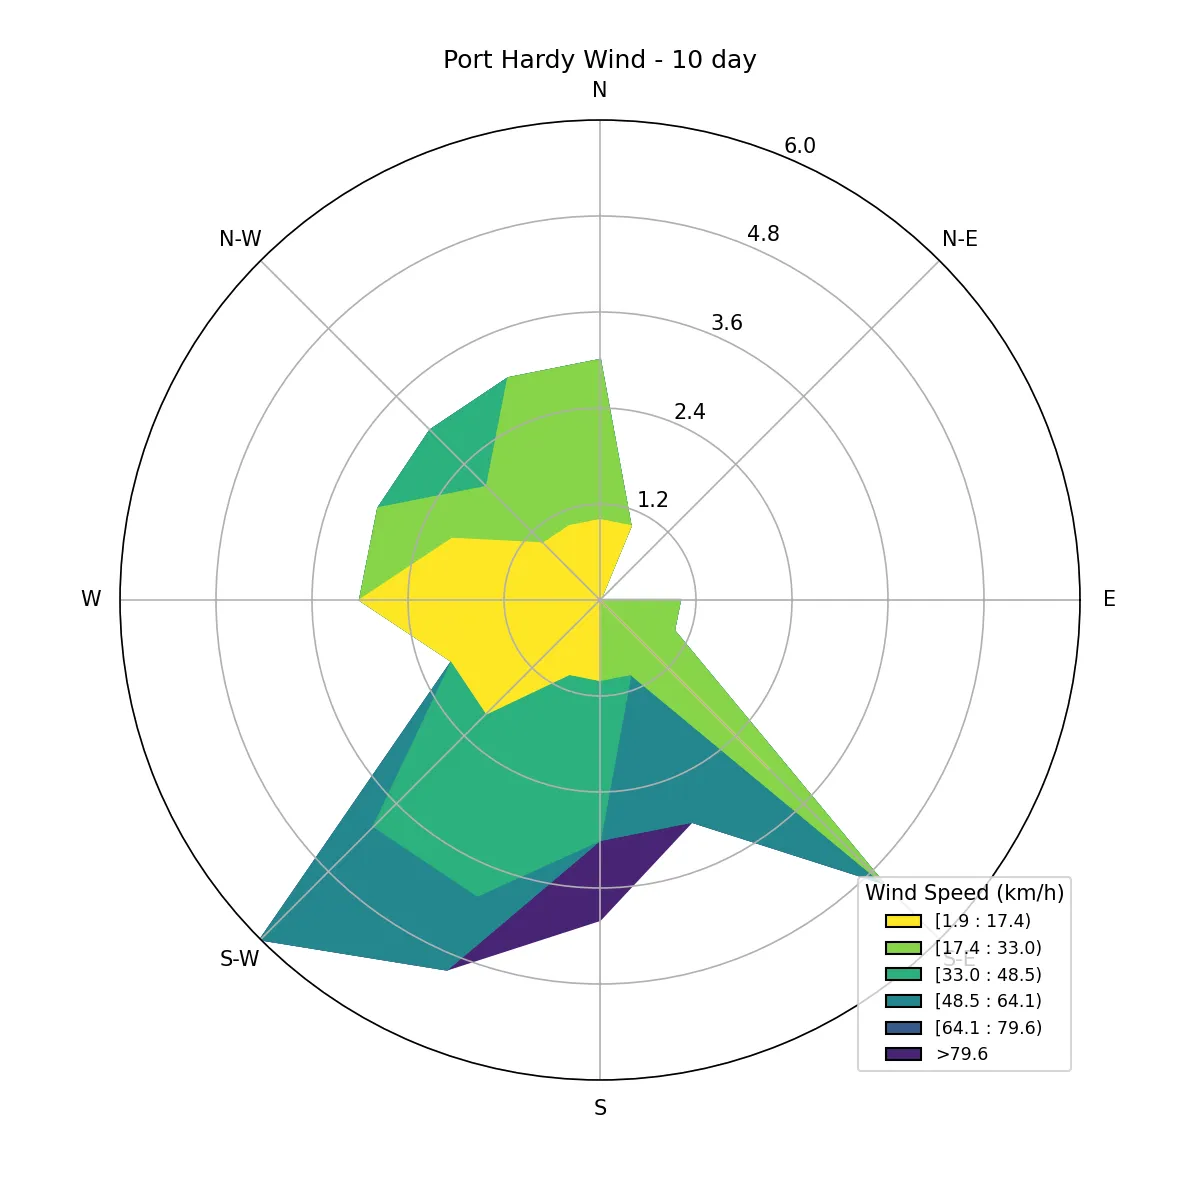 Port Hardy Wind - 10 day
N
6.0
N-W
4.8
N-E
3.6
2.4
1.2
W
E
S-W
S-E
Wind Speed (km/h)
[1.9 : 17.4)
[17.4 : 33.0)
[33.0 : 48.5)
[48.5 : 64.1)
[64.1 : 79.6)
>79.6
S